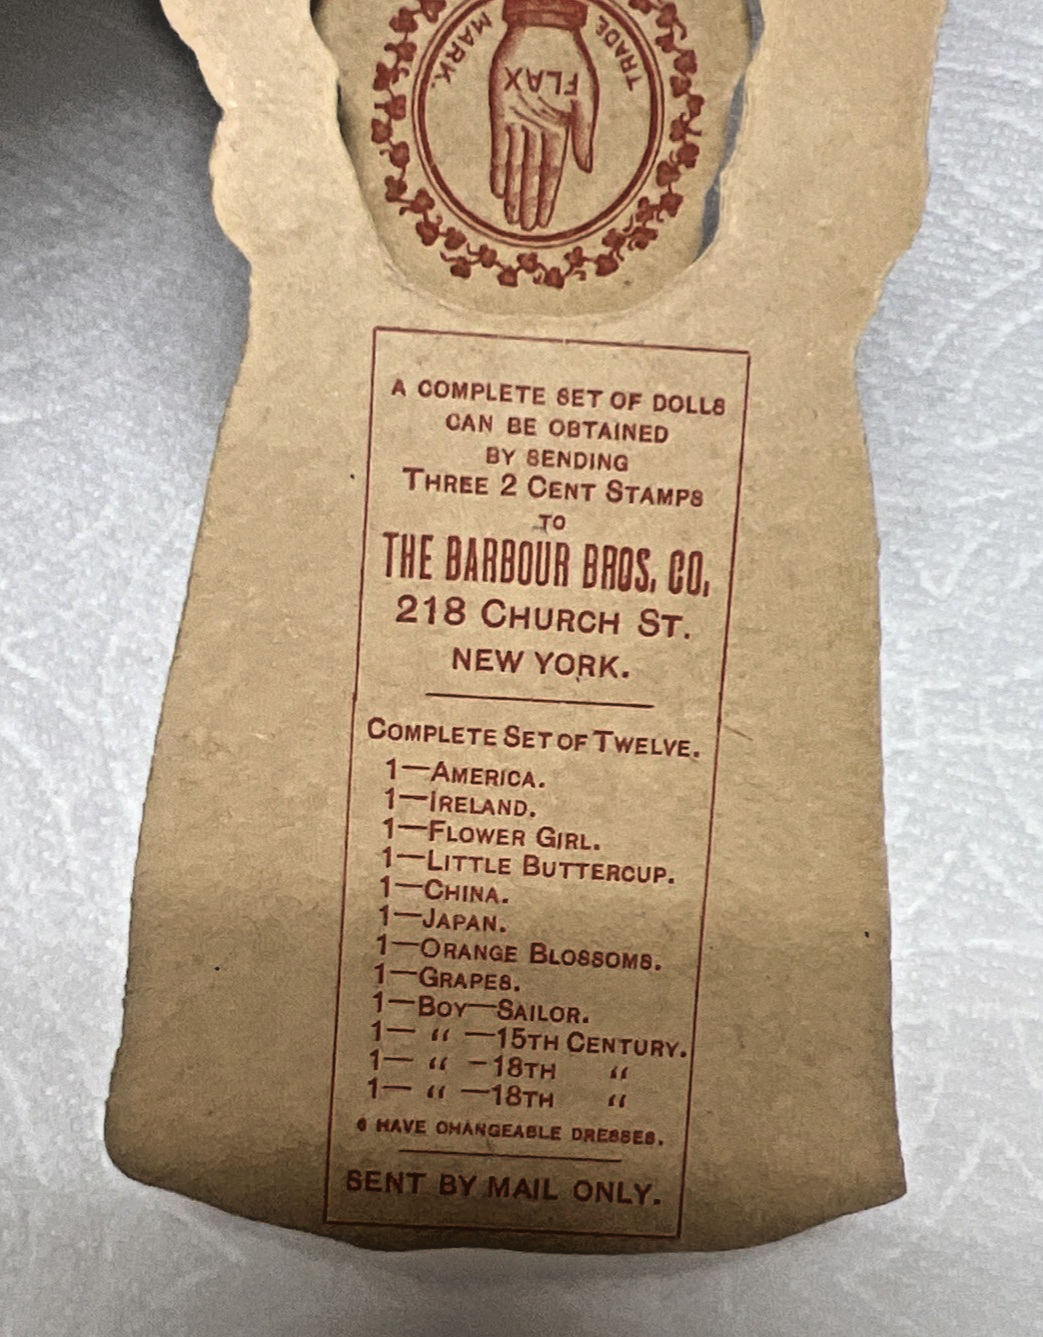 TRADE MARK.
FLAX
A COMPLETE SET OF DOLLS
CAN BE OBTAINED
BY SENDING
THREE 2 CENT STAMPS
TO
THE BARBOUR BROS. CO,
218 CHURCH ST.
NEW YORK.
COMPLETE SET OF TWELVE.
1—AMERICA.
1—IRELAND.
1—FLOWER GIRL.
1—LITTLE BUTTERCUP.
1—CHINA.
1—JAPAN.
1—ORANGE BLOSSOMS.
1—GRAPES.
1—BOY—SAILOR.
1— “ —15TH CENTURY.
1— “ —18TH “
1— “ —18TH “
6 HAVE CHANGEABLE DRESSES.
SENT BY MAIL ONLY.